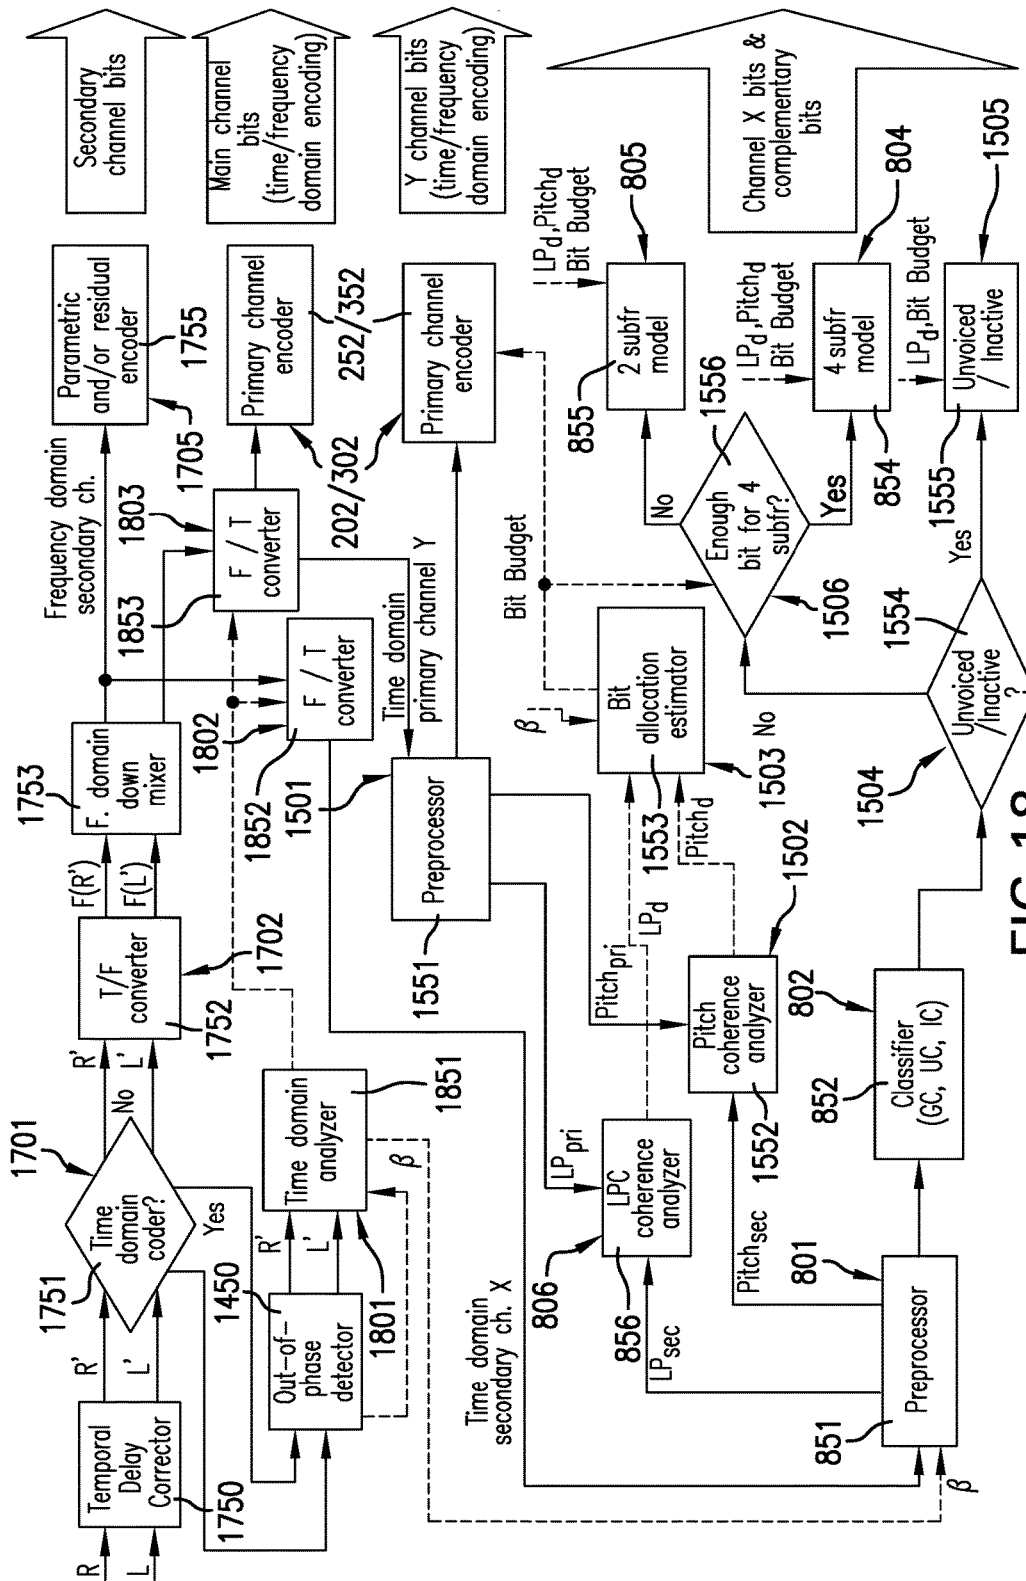 R
L
Temporal
Delay
Corrector
1750
R'
L'
1751
Time
domain
coder?
1701
No
Yes
R'
L'
T/F
converter
1752
1702
F(R')
F(L')
F. domain
down
mixer
1753
Frequency domain
secondary ch.
Parametric
and/or residual
encoder
1755
1705
Secondary
channel bits
1450
Out-of-
phase
detector
R'
L'
1801
Time domain
analyzer
1851
β
1802
F / T
converter
1852
F / T
converter
1853
1803
Primary channel
encoder
252/352
202/302
Main channel
bits
(time/frequency
domain encoding)
Time domain
primary channel Y
1501
Preprocessor
1551
Primary channel
encoder
Y channel bits
(time/frequency
domain encoding)
Time domain
secondary ch. X
LPpri
Pitchpri
806
LPC
coherence
analyzer
856
LPsec
LPd
Pitch
coherence
analyzer
1552
1502
Pitchsec
Pitchd
β
Bit
allocation
estimator
1553
1503
Bit Budget
β
851
Preprocessor
801
Classifier
(GC, UC, IC)
852
802
1504
Unvoiced
/Inactive
?
1554
No
Yes
1506
Enough
bit for 4
subfr?
1556
No
Yes
LPd,Pitchd
Bit Budget
855
2 subfr
model
805
LPd,Pitchd
Bit Budget
854
4 subfr
model
804
LPd,Bit Budget
1555
Unvoiced
/ Inactive
1505
Channel X bits &
complementary
bits